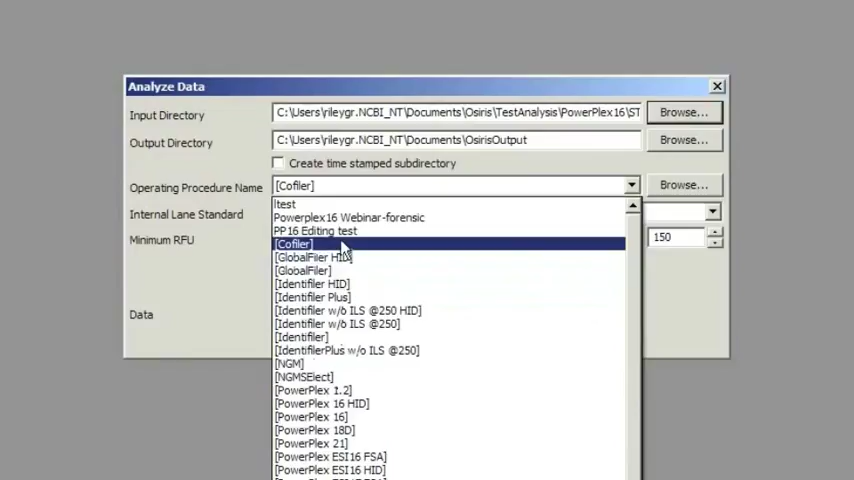 Analyze Data
Input Directory C:\Users\rileygr.NCBI_NT\Documents\Osiris\TestAnalysis\PowerPlex16\ST Browse...
Output Directory C:\Users\rileygr.NCBI_NT\Documents\OsirisOutput Browse...
Create time stamped subdirectory
Operating Procedure Name [Cofiler] Browse...
Internal Lane Standard
Minimum RFU 150
Data
!test
Powerplex16 Webinar-forensic
PP16 Editing test
[Cofiler]
[GlobalFiler HID]
[GlobalFiler]
[Identifiler HID]
[Identifiler Plus]
[Identifiler w/o ILS @250 HID]
[Identifiler w/o ILS @250]
[Identifiler]
[IdentifilerPlus w/o ILS @250]
[NGM]
[NGMSElect]
[PowerPlex 1.2]
[PowerPlex 16 HID]
[PowerPlex 16]
[PowerPlex 18D]
[PowerPlex 21]
[PowerPlex ESI16 FSA]
[PowerPlex ESI16 HID]